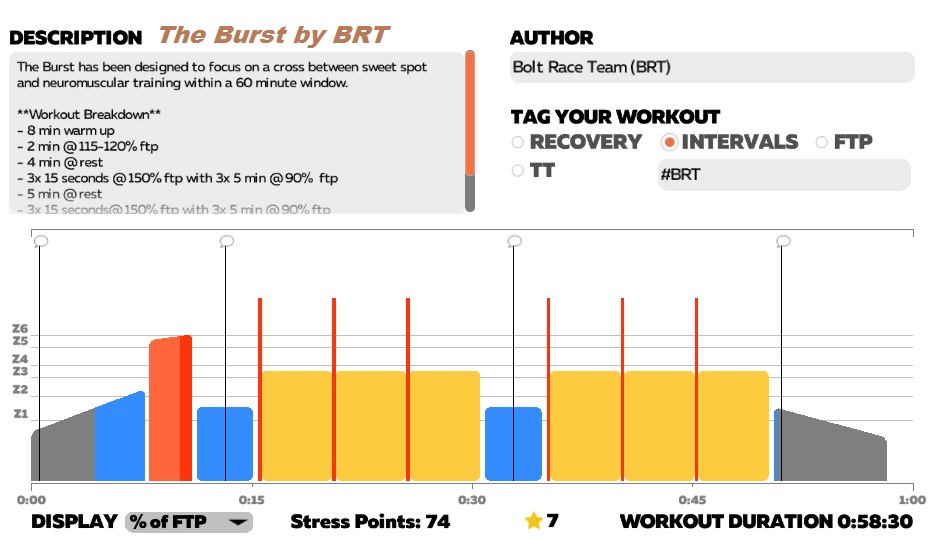 DESCRIPTION The Burst by BRT
The Burst has been designed to focus on a cross between sweet spot
and neuromuscular training within a 60 minute window.
**Workout Breakdown**
- 8 min warm up
- 2 min @115-120% ftp
- 4 min @rest
- 3x 15 seconds @150% ftp with 3x 5 min @90% ftp
- 5 min @rest
- 3x 15 seconds@150% ftp with 3x 5 min @90% ftp
AUTHOR
Bolt Race Team (BRT)
TAG YOUR WORKOUT
RECOVERY INTERVALS FTP
TT #BRT
Z6
Z5
Z4
Z3
Z2
Z1
0:00 0:15 0:30 0:45 1:00
DISPLAY % of FTP Stress Points: 74 7 WORKOUT DURATION 0:58:30